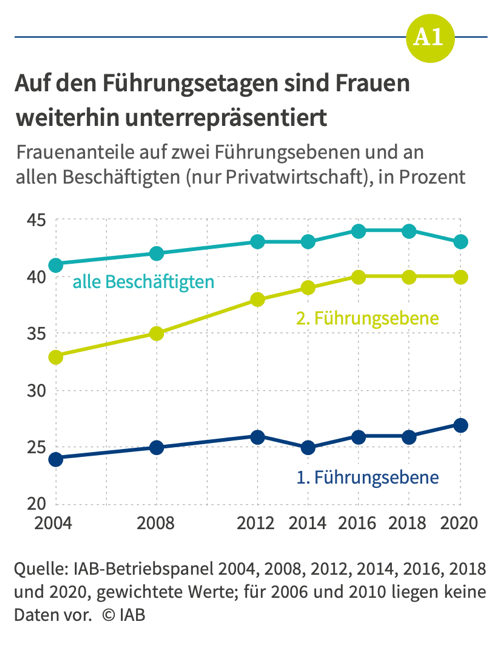 A1
Auf den Führungsetagen sind Frauen
weiterhin unterrepräsentiert
Frauenanteile auf zwei Führungsebenen und an
allen Beschäftigten (nur Privatwirtschaft), in Prozent
45
40
35
30
25
20
alle Beschäftigten
2. Führungsebene
1. Führungsebene
2004 2008 2012 2014 2016 2018 2020
Quelle: IAB-Betriebspanel 2004, 2008, 2012, 2014, 2016, 2018
und 2020, gewichtete Werte; für 2006 und 2010 liegen keine
Daten vor. © IAB